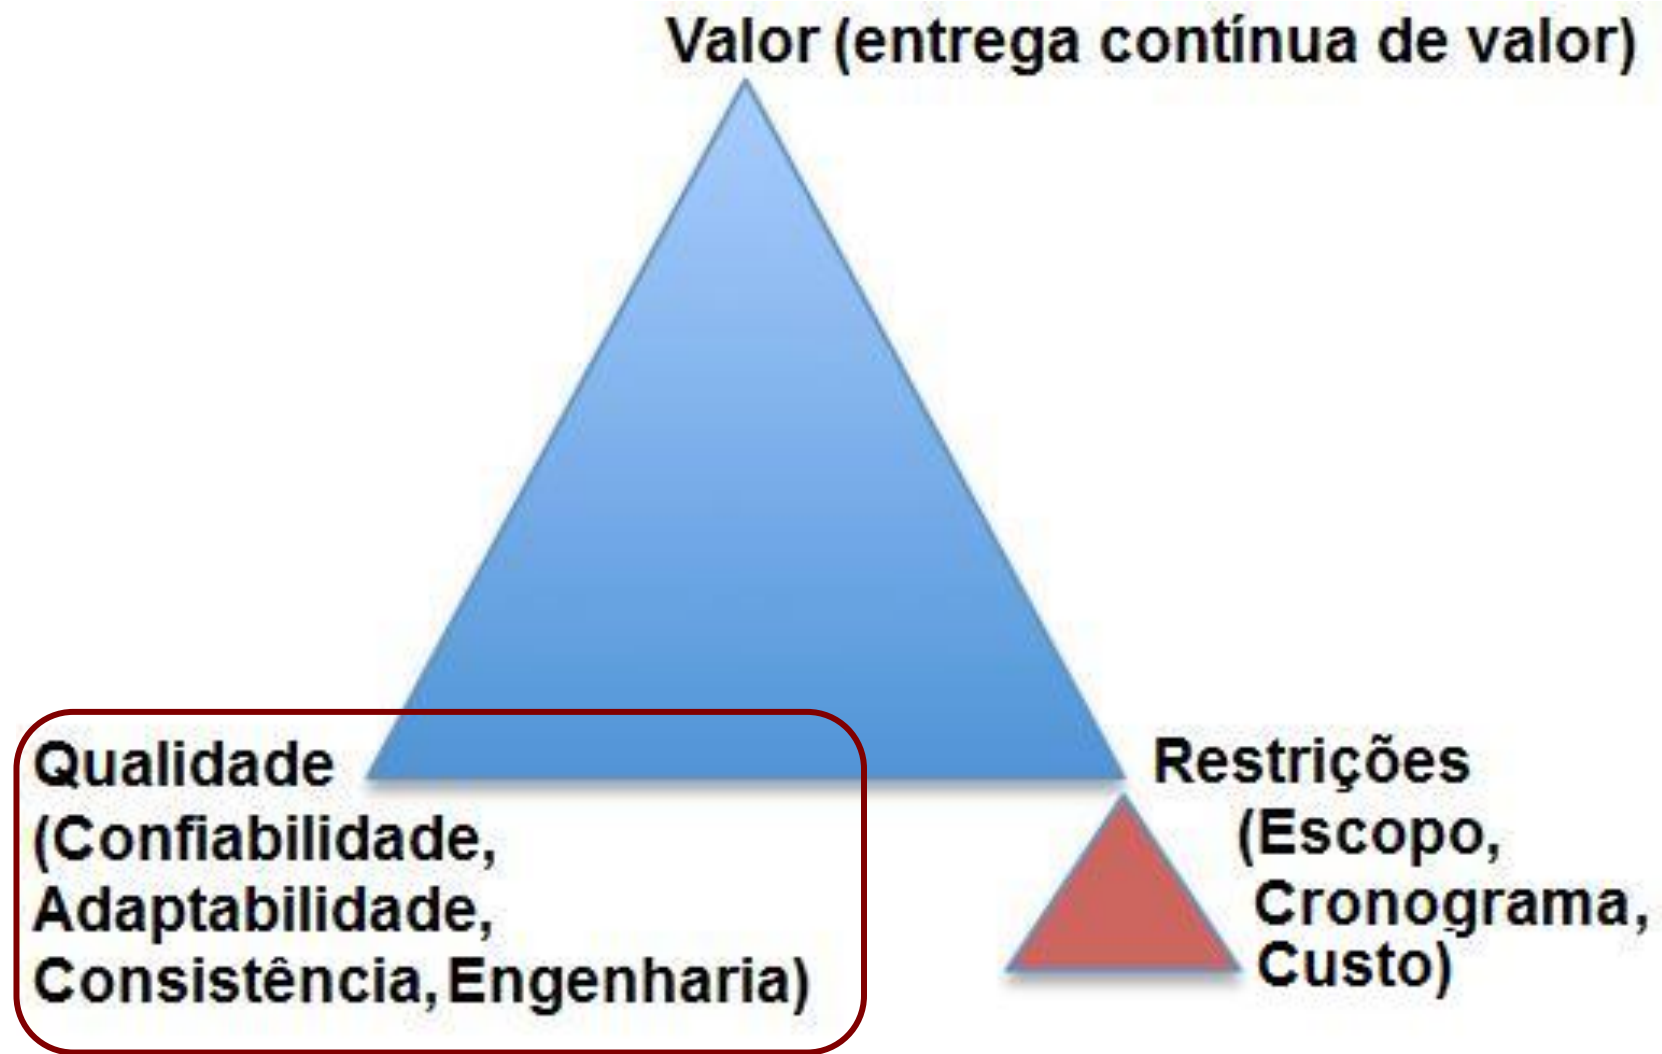 Valor (entrega contínua de valor)
Qualidade
(Confiabilidade,
Adaptabilidade,
Consistência, Engenharia)
Restrições
(Escopo,
Cronograma,
Custo)